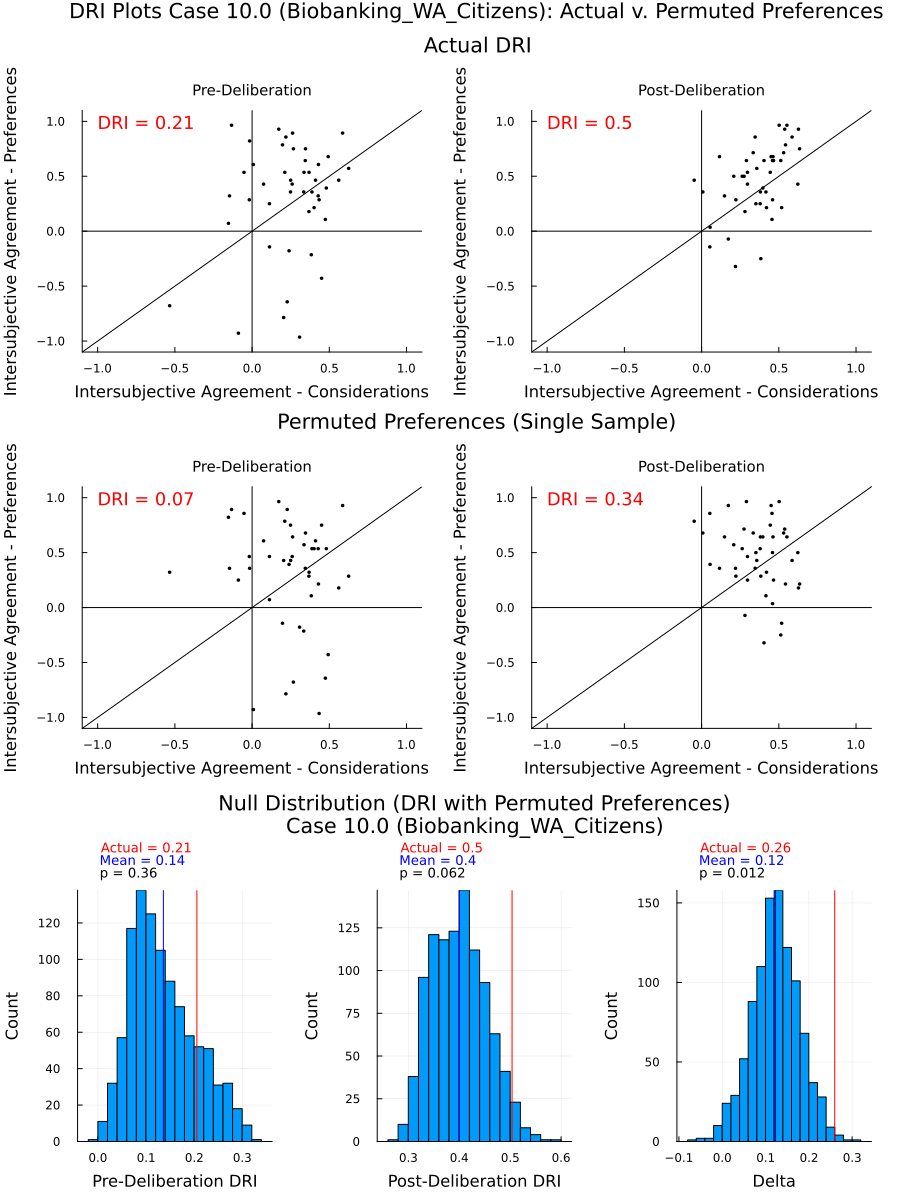 DRI Plots Case 10.0 (Biobanking_WA_Citizens): Actual v. Permuted Preferences
Actual DRI
Pre-Deliberation
DRI = 0.21
Intersubjective Agreement - Preferences
1.0
0.5
0.0
−0.5
−1.0
−1.0 −0.5 0.0 0.5 1.0
Intersubjective Agreement - Considerations
Post-Deliberation
DRI = 0.5
Intersubjective Agreement - Preferences
1.0
0.5
0.0
−0.5
−1.0
−1.0 −0.5 0.0 0.5 1.0
Intersubjective Agreement - Considerations
Permuted Preferences (Single Sample)
Pre-Deliberation
DRI = 0.07
Intersubjective Agreement - Preferences
1.0
0.5
0.0
−0.5
−1.0
−1.0 −0.5 0.0 0.5 1.0
Intersubjective Agreement - Considerations
Post-Deliberation
DRI = 0.34
Intersubjective Agreement - Preferences
1.0
0.5
0.0
−0.5
−1.0
−1.0 −0.5 0.0 0.5 1.0
Intersubjective Agreement - Considerations
Null Distribution (DRI with Permuted Preferences)
Case 10.0 (Biobanking_WA_Citizens)
Actual = 0.21
Mean = 0.14
p = 0.36
Count
120
100
80
60
40
20
0
0.0 0.1 0.2 0.3
Pre-Deliberation DRI
Actual = 0.5
Mean = 0.4
p = 0.062
Count
125
100
75
50
25
0
0.3 0.4 0.5 0.6
Post-Deliberation DRI
Actual = 0.26
Mean = 0.12
p = 0.012
Count
150
100
50
0
−0.1 0.0 0.1 0.2 0.3
Delta